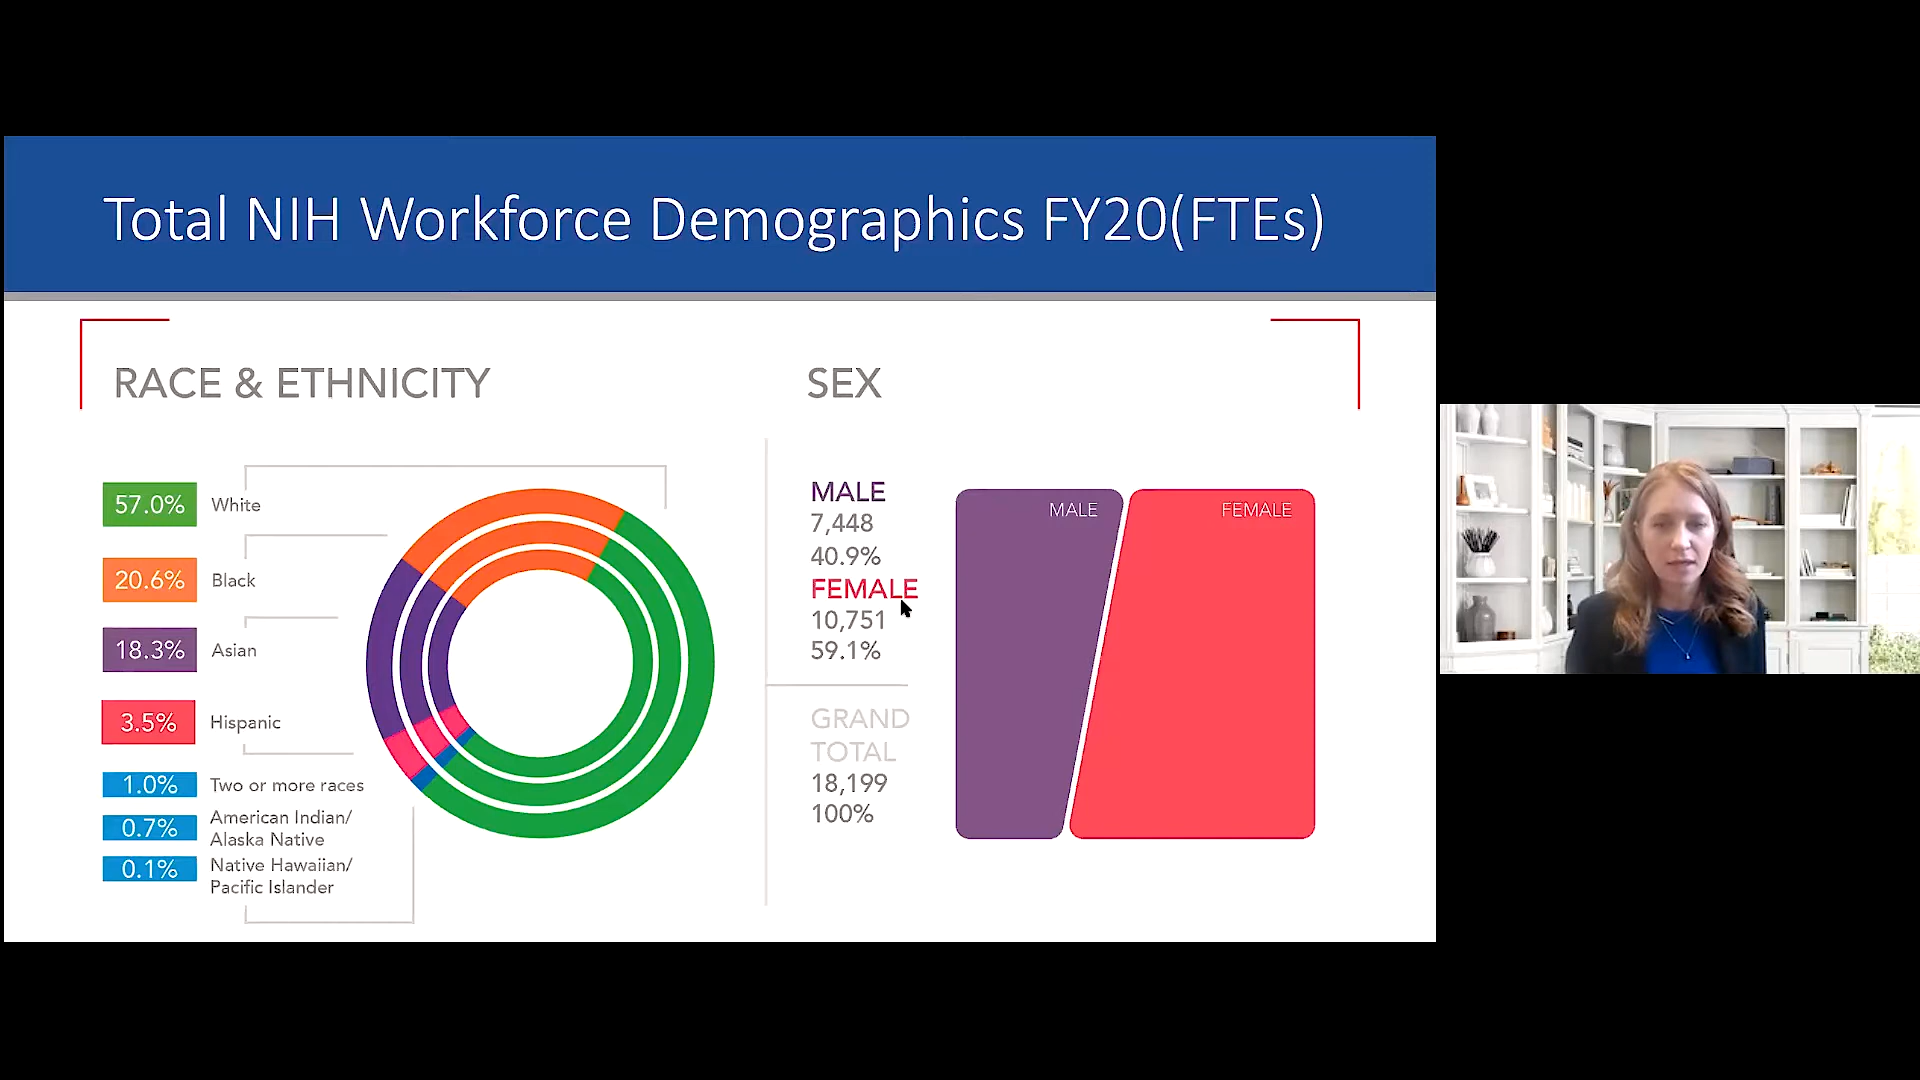 Total NIH Workforce Demographics FY20(FTEs)
RACE & ETHNICITY
57.0% White
20.6% Black
18.3% Asian
3.5% Hispanic
1.0% Two or more races
0.7% American Indian/
Alaska Native
0.1% Native Hawaiian/
Pacific Islander
SEX
MALE
7,448
40.9%
FEMALE
10,751
59.1%
GRAND
TOTAL
18,199
100%
MALE
FEMALE